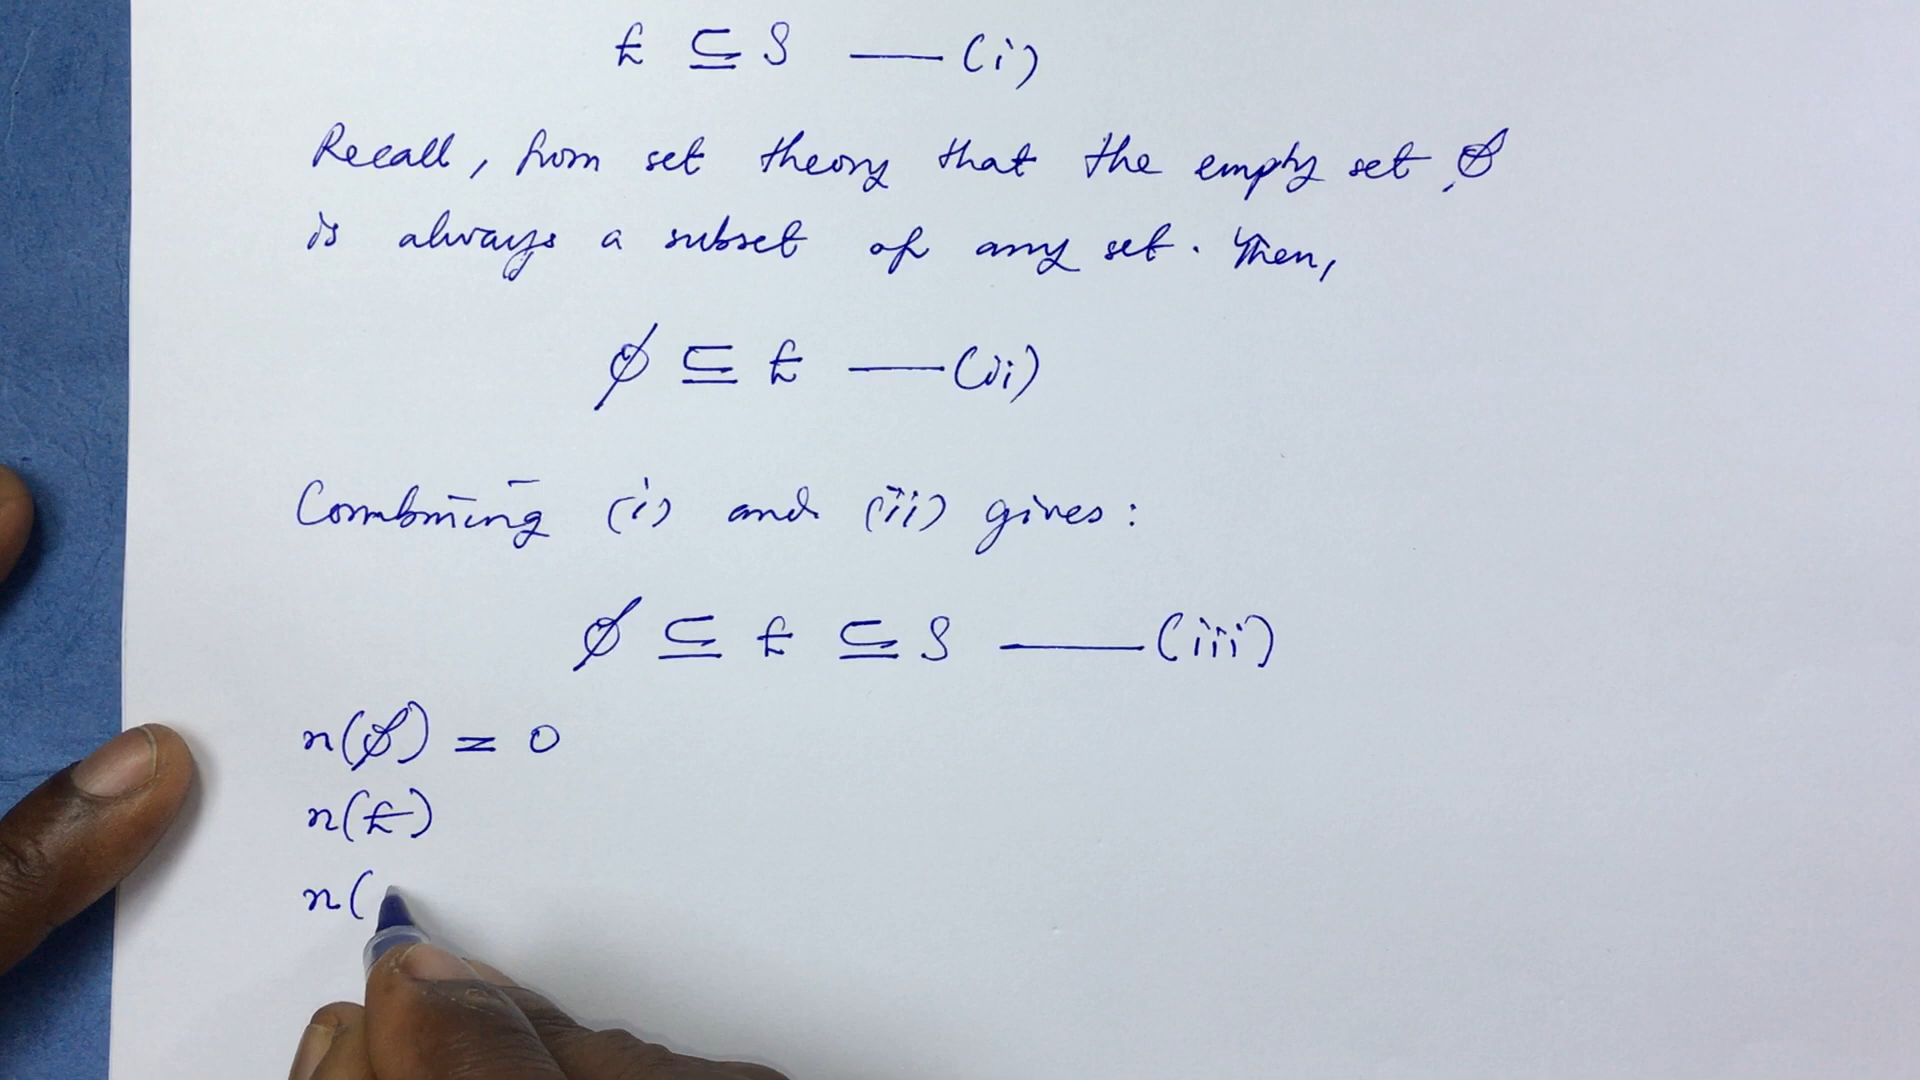 E ⊆ S —— (i)
Recall, from set theory that the empty set, ∅
is always a subset of any set. Then,
∅ ⊆ E —— (ii)
Combining (i) and (ii) gives:
∅ ⊆ E ⊆ S —— (iii)
n(∅) = 0
n(E)
n(